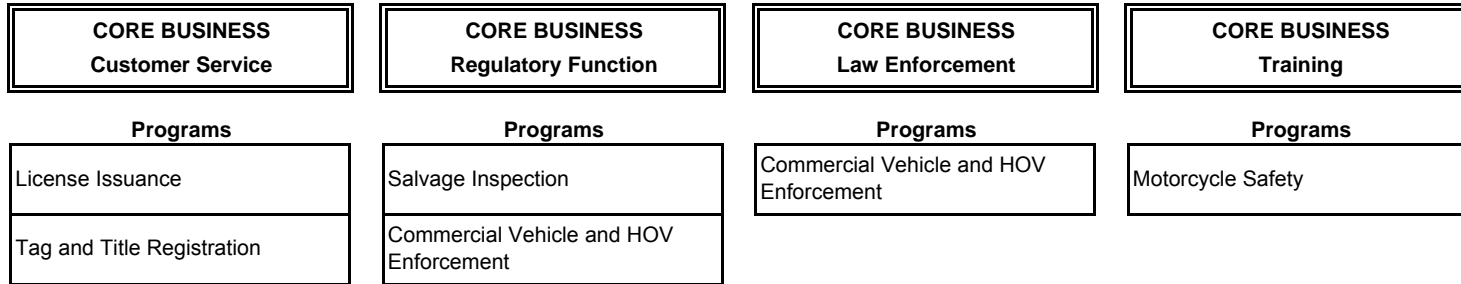 CORE BUSINESS
Customer Service
CORE BUSINESS
Regulatory Function
CORE BUSINESS
Law Enforcement
CORE BUSINESS
Training
Programs
License Issuance
Tag and Title Registration
Programs
Salvage Inspection
Commercial Vehicle and HOV
Enforcement
Programs
Commercial Vehicle and HOV
Enforcement
Programs
Motorcycle Safety